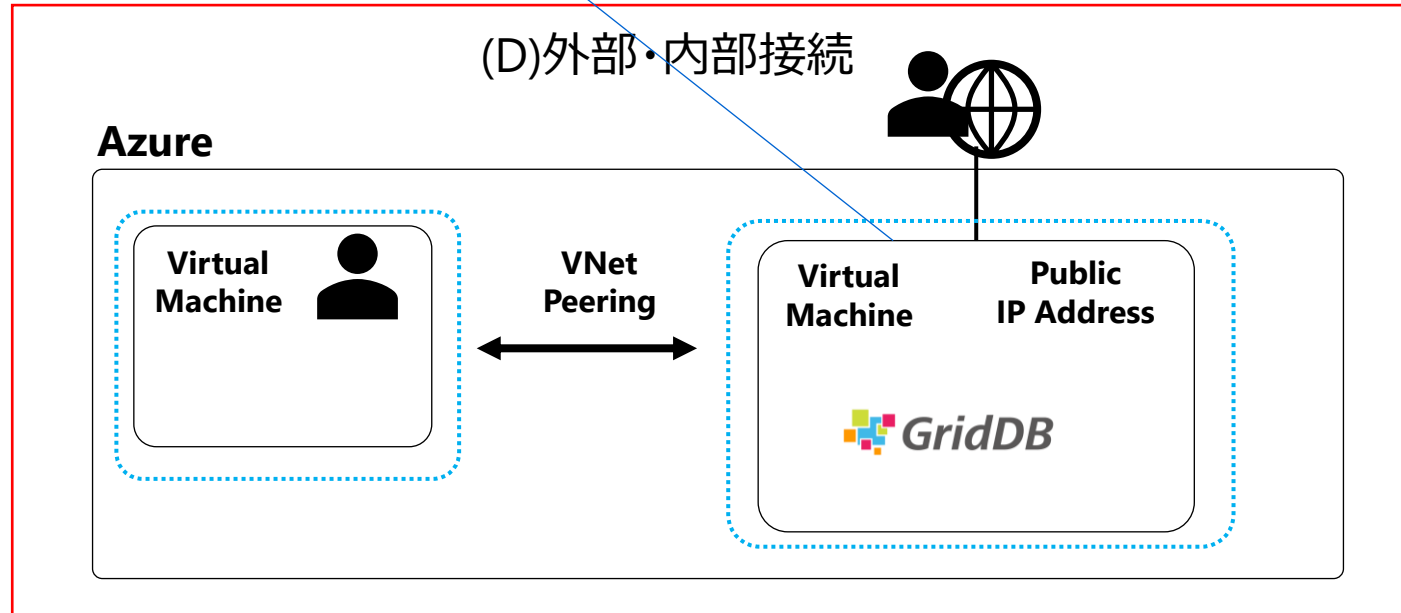 (D)外部・内部接続
Azure
Virtual
Machine
VNet
Peering
Virtual
Machine
Public
IP Address
GridDB